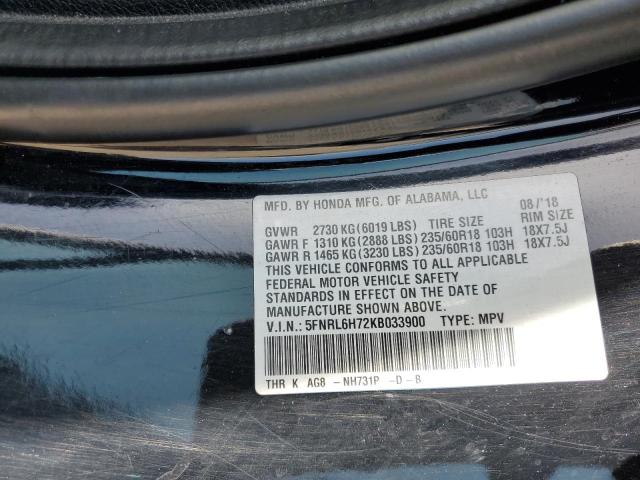 MFD. BY HONDA MFG. OF ALABAMA, LLC 08/'18
GVWR 2730 KG (6019 LBS) TIRE SIZE RIM SIZE
GAWR F 1310 KG (2888 LBS) 235/60R18 103H 18X7.5J
GAWR R 1465 KG (3230 LBS) 235/60R18 103H 18X7.5J
THIS VEHICLE CONFORMS TO ALL APPLICABLE
FEDERAL MOTOR VEHICLE SAFETY
STANDARDS IN EFFECT ON THE DATE OF
MANUFACTURE SHOWN ABOVE.
V.I.N.: 5FNRL6H72KB033900 TYPE: MPV
THR K AG8 -NH731P -D-B